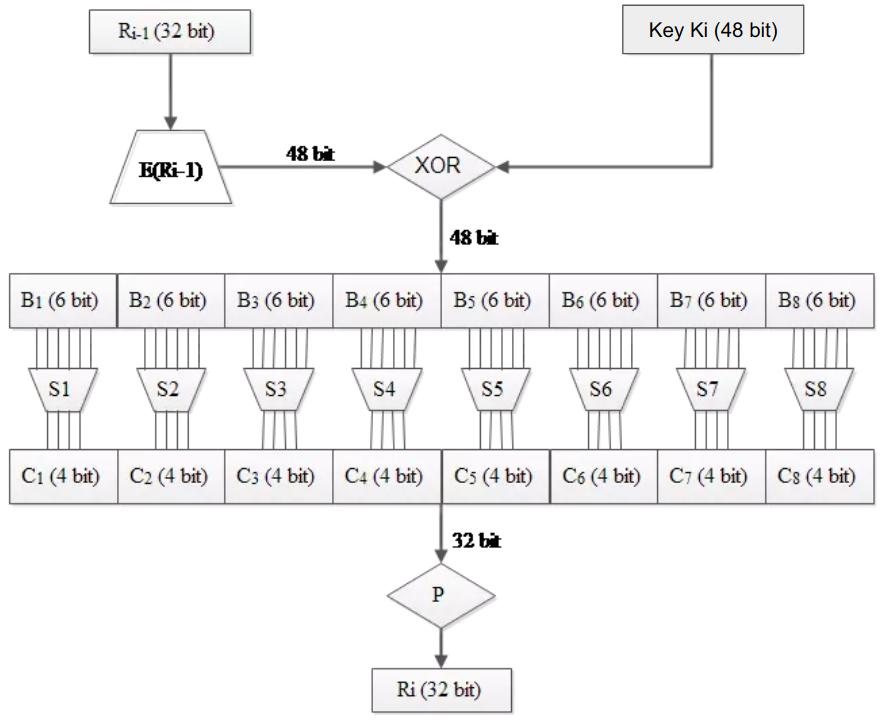 Ri-1 (32 bit)
Key Ki (48 bit)
E(Ri-1)
48 bit
XOR
48 bit
B1 (6 bit) B2 (6 bit) B3 (6 bit) B4 (6 bit) B5 (6 bit) B6 (6 bit) B7 (6 bit) B8 (6 bit)
S1 S2 S3 S4 S5 S6 S7 S8
C1 (4 bit) C2 (4 bit) C3 (4 bit) C4 (4 bit) C5 (4 bit) C6 (4 bit) C7 (4 bit) C8 (4 bit)
32 bit
P
Ri (32 bit)